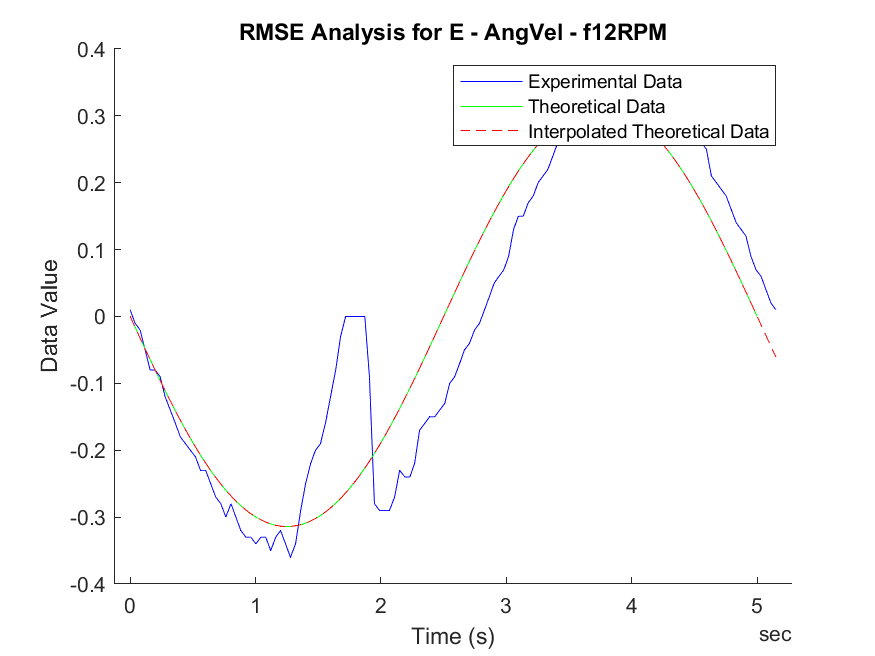 RMSE Analysis for E - AngVel - f12RPM
Experimental Data
Theoretical Data
Interpolated Theoretical Data
Data Value
0.4
0.3
0.2
0.1
0
-0.1
-0.2
-0.3
-0.4
0 1 2 3 4 5
sec
Time (s)